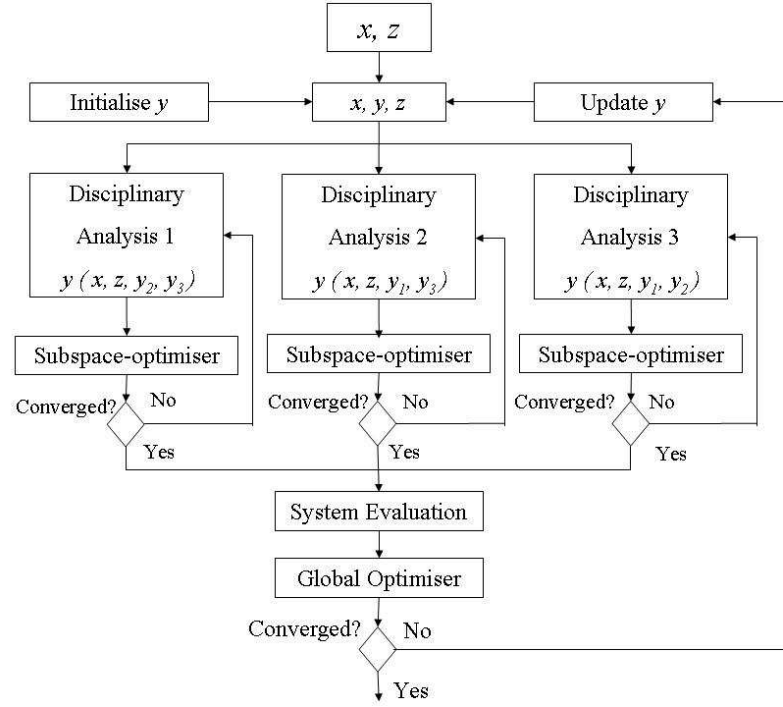 x, z
Initialise y
x, y, z
Update y
Disciplinary
Analysis 1
y ( x, z, y₂, y₃ )
Disciplinary
Analysis 2
y ( x, z, y₁, y₃ )
Disciplinary
Analysis 3
y ( x, z, y₁, y₂ )
Subspace-optimiser
Subspace-optimiser
Subspace-optimiser
Converged?
No
Yes
Converged?
No
Yes
Converged?
No
Yes
System Evaluation
Global Optimiser
Converged?
No
Yes